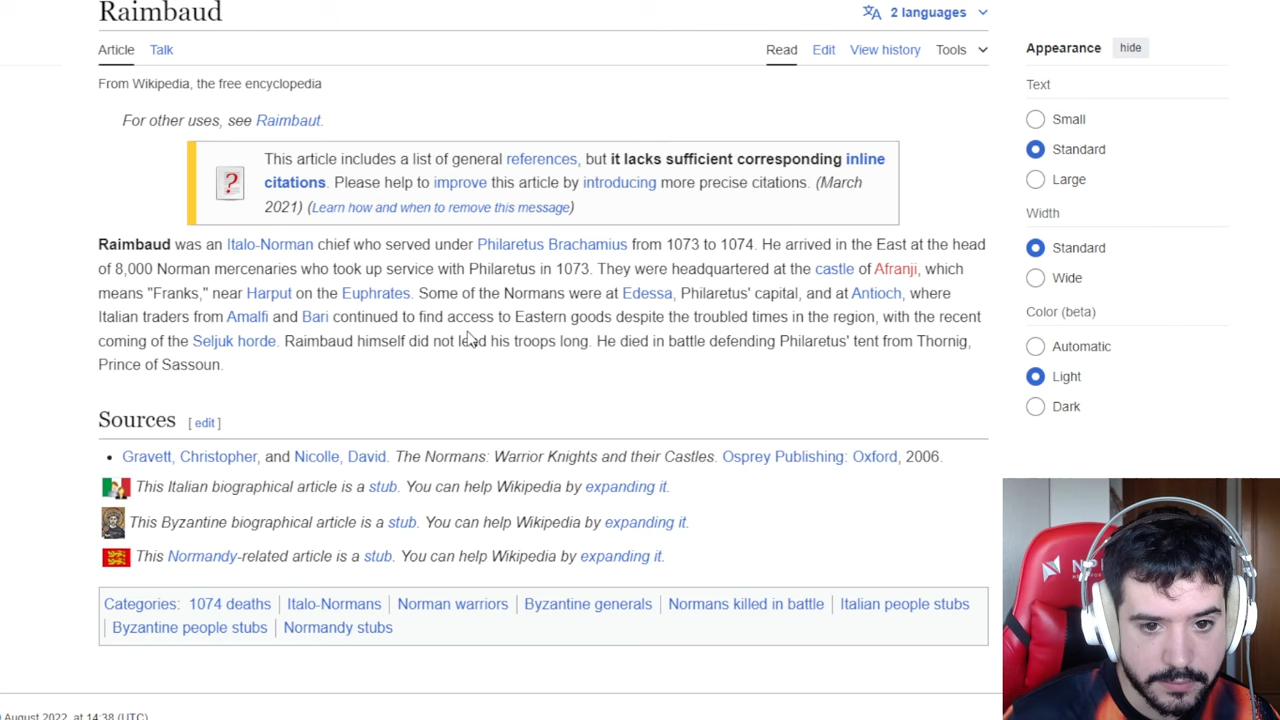 Raimbaud
2 languages
Article Talk Read Edit View history Tools
From Wikipedia, the free encyclopedia
For other uses, see Raimbaut.
This article includes a list of general references, but it lacks sufficient corresponding inline
citations. Please help to improve this article by introducing more precise citations. (March
2021) (Learn how and when to remove this message)
Raimbaud was an Italo-Norman chief who served under Philaretus Brachamius from 1073 to 1074. He arrived in the East at the head
of 8,000 Norman mercenaries who took up service with Philaretus in 1073. They were headquartered at the castle of Afranji, which
means "Franks," near Harput on the Euphrates. Some of the Normans were at Edessa, Philaretus' capital, and at Antioch, where
Italian traders from Amalfi and Bari continued to find access to Eastern goods despite the troubled times in the region, with the recent
coming of the Seljuk horde. Raimbaud himself did not lead his troops long. He died in battle defending Philaretus' tent from Thornig,
Prince of Sassoun.
Sources [ edit ]
• Gravett, Christopher, and Nicolle, David. The Normans: Warrior Knights and their Castles. Osprey Publishing: Oxford, 2006.
This Italian biographical article is a stub. You can help Wikipedia by expanding it.
This Byzantine biographical article is a stub. You can help Wikipedia by expanding it.
This Normandy-related article is a stub. You can help Wikipedia by expanding it.
Categories: 1074 deaths | Italo-Normans | Norman warriors | Byzantine generals | Normans killed in battle | Italian people stubs
| Byzantine people stubs | Normandy stubs
August 2022, at 14:38 (UTC)
Appearance hide
Text
Small
Standard
Large
Width
Standard
Wide
Color (beta)
Automatic
Light
Dark